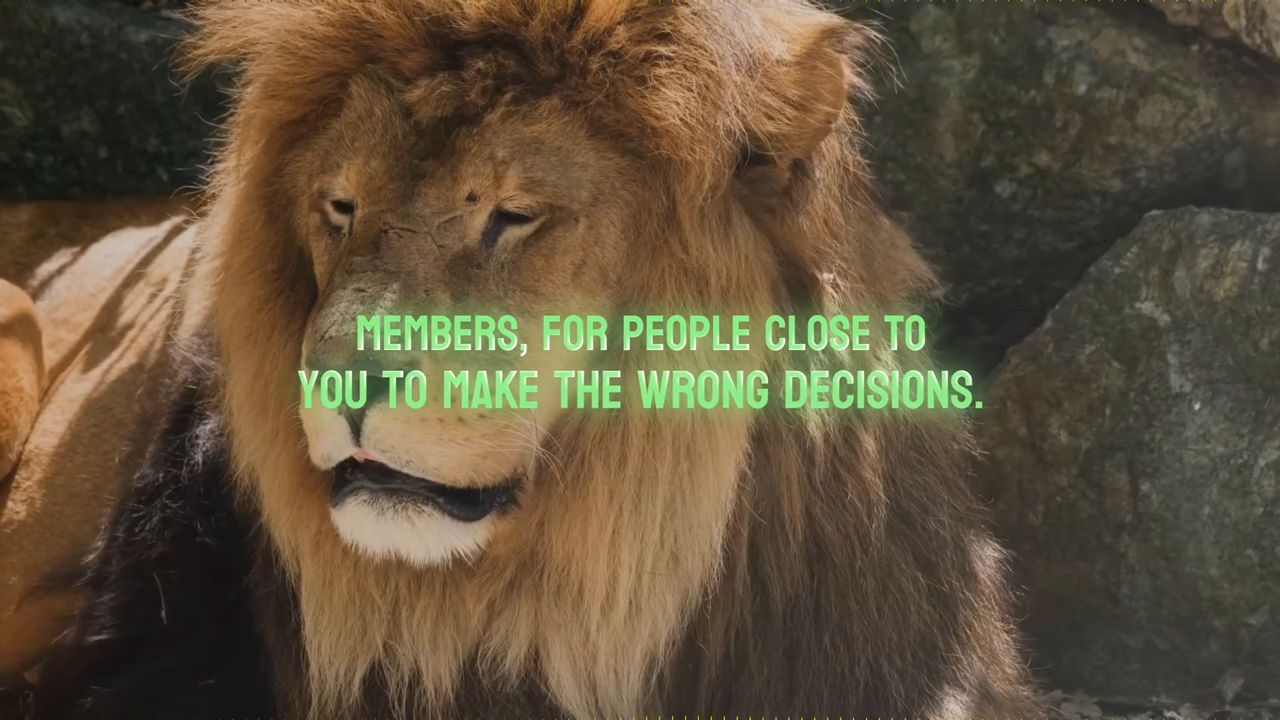 MEMBERS, FOR PEOPLE CLOSE TO
YOU TO MAKE THE WRONG DECISIONS.